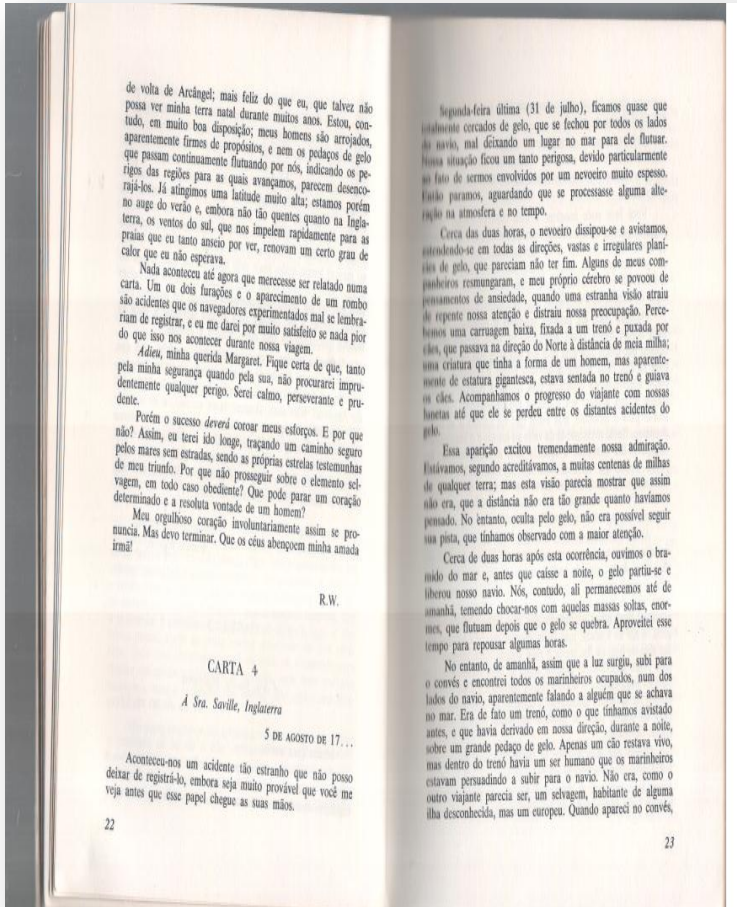 de volta de Arcângel; mais feliz do que eu, que talvez não
possa ver minha terra natal durante muitos anos. Estou, con-
tudo, em muito boa disposição; meus homens são arrojados,
aparentemente firmes de propósitos, e nem os pedaços de gelo
que passam continuamente flutuando por nós, indicando os pe-
rigos das regiões para as quais avançamos, parecem desenco-
rajá-los. Já atingimos uma latitude muito alta; estamos porém
no auge do verão e, embora não tão quentes quanto na Ingla-
terra, os ventos do sul, que nos impelem rapidamente para as
praias que eu tanto anseio por ver, renovam um certo grau de
calor que eu não esperava.
Nada aconteceu até agora que merecesse ser relatado numa
carta. Um ou dois furações e o aparecimento de um rombo
são acidentes que os navegadores experimentados mal se lembra-
riam de registrar, e eu me darei por muito satisfeito se nada pior
do que isso nos acontecer durante nossa viagem.
Adieu, minha querida Margaret. Fique certa de que, tanto
pela minha segurança quando pela sua, não procurarei impru-
dentemente qualquer perigo. Serei calmo, perseverante e pru-
dente.
Porém o sucesso deverá coroar meus esforços. E por que
não? Assim, eu terei ido longe, traçando um caminho seguro
pelos mares sem estradas, sendo as próprias estrelas testemunhas
de meu triunfo. Por que não prosseguir sobre o elemento sel-
vagem, em todo caso obediente? Que pode parar um coração
determinado e a resoluta vontade de um homem?
Meu orgulhoso coração involuntariamente assim se pro-
nuncia. Mas devo terminar. Que os céus abençoem minha amada
irmã!
R.W.
CARTA 4
À Sra. Saville, Inglaterra
5 DE AGOSTO DE 17...
Aconteceu-nos um acidente tão estranho que não posso
deixar de registrá-lo, embora seja muito provável que você me
veja antes que esse papel chegue as suas mãos.
22
Segunda-feira última (31 de julho), ficamos quase que
totalmente cercados de gelo, que se fechou por todos os lados
do navio, mal deixando um lugar no mar para ele flutuar.
Nossa situação ficou um tanto perigosa, devido particularmente
ao fato de sermos envolvidos por um nevoeiro muito espesso.
Então paramos, aguardando que se processasse alguma alte-
ração na atmosfera e no tempo.
Cerca das duas horas, o nevoeiro dissipou-se e avistamos,
estendendo-se em todas as direções, vastas e irregulares planí-
cies de gelo, que pareciam não ter fim. Alguns de meus com-
panheiros resmungaram, e meu próprio cérebro se povoou de
pensamentos de ansiedade, quando uma estranha visão atraiu
de repente nossa atenção e distraiu nossa preocupação. Perce-
bemos uma carruagem baixa, fixada a um trenó e puxada por
cães, que passava na direção do Norte à distância de meia milha;
uma criatura que tinha a forma de um homem, mas aparente-
mente de estatura gigantesca, estava sentada no trenó e guiava
os cães. Acompanhamos o progresso do viajante com nossas
lunetas até que ele se perdeu entre os distantes acidentes do
gelo.
Essa aparição excitou tremendamente nossa admiração.
Estávamos, segundo acreditávamos, a muitas centenas de milhas
de qualquer terra; mas esta visão parecia mostrar que assim
não era, que a distância não era tão grande quanto havíamos
pensado. No entanto, oculta pelo gelo, não era possível seguir
sua pista, que tínhamos observado com a maior atenção.
Cerca de duas horas após esta ocorrência, ouvimos o bra-
mido do mar e, antes que caísse a noite, o gelo partiu-se e
liberou nosso navio. Nós, contudo, ali permanecemos até de
amanhã, temendo chocar-nos com aquelas massas soltas, enor-
mes, que flutuam depois que o gelo se quebra. Aproveitei esse
tempo para repousar algumas horas.
No entanto, de amanhã, assim que a luz surgiu, subi para
o convés e encontrei todos os marinheiros ocupados, num dos
lados do navio, aparentemente falando a alguém que se achava
no mar. Era de fato um trenó, como o que tínhamos avistado
antes, e que havia derivado em nossa direção, durante a noite,
sobre um grande pedaço de gelo. Apenas um cão restava vivo,
mas dentro do trenó havia um ser humano que os marinheiros
estavam persuadindo a subir para o navio. Não era, como o
outro viajante parecia ser, um selvagem, habitante de alguma
ilha desconhecida, mas um europeu. Quando apareci no convés,
23